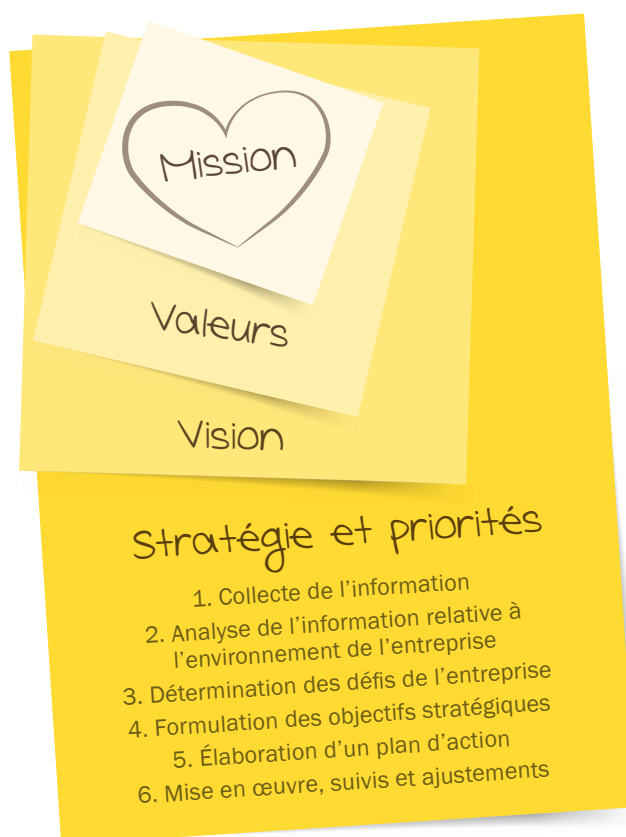 Mission
Valeurs
Vision
Stratégie et priorités
1. Collecte de l’information
2. Analyse de l’information relative à
l’environnement de l’entreprise
3. Détermination des défis de l’entreprise
4. Formulation des objectifs stratégiques
5. Élaboration d’un plan d’action
6. Mise en œuvre, suivis et ajustements